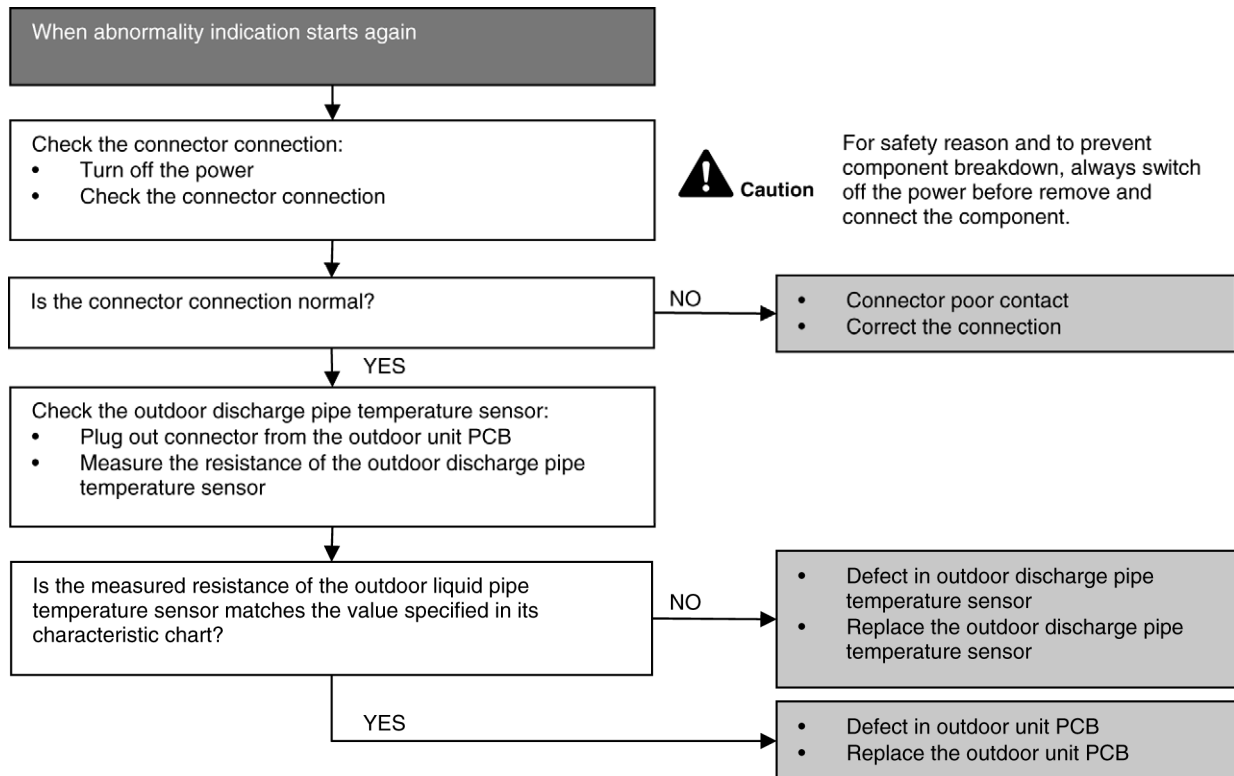 When abnormality indication starts again
Check the connector connection:
• Turn off the power
• Check the connector connection
Caution
For safety reason and to prevent
component breakdown, always switch
off the power before remove and
connect the component.
Is the connector connection normal?
NO
• Connector poor contact
• Correct the connection
YES
Check the outdoor discharge pipe temperature sensor:
• Plug out connector from the outdoor unit PCB
• Measure the resistance of the outdoor discharge pipe
temperature sensor
Is the measured resistance of the outdoor liquid pipe
temperature sensor matches the value specified in its
characteristic chart?
NO
• Defect in outdoor discharge pipe
temperature sensor
• Replace the outdoor discharge pipe
temperature sensor
YES
• Defect in outdoor unit PCB
• Replace the outdoor unit PCB